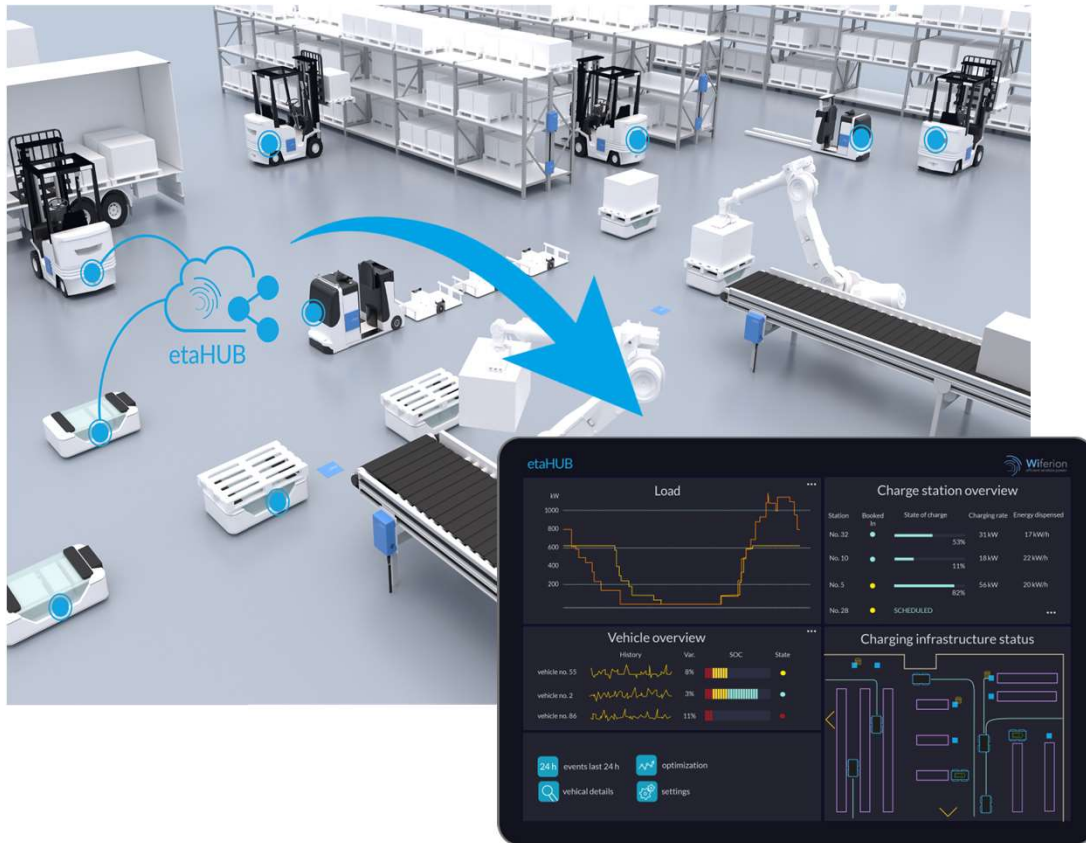 etaHUB
etaHUB
Wiferion
Load
kW
1000
800
600
400
200
Charge station overview
Station Booked In State of charge Charging rate Energy dispensed
No. 32 53% 31 kW 17 kW/h
No. 10 11% 18 kW 22 kW/h
No. 5 82% 56 kW 20 kW/h
No. 28 SCHEDULED
Vehicle overview
History Var. SOC State
vehicle no. 55 8%
vehicle no. 2 3%
vehicle no. 86 11%
Charging infrastructure status
24 h events last 24 h
optimization
vehical details
settings